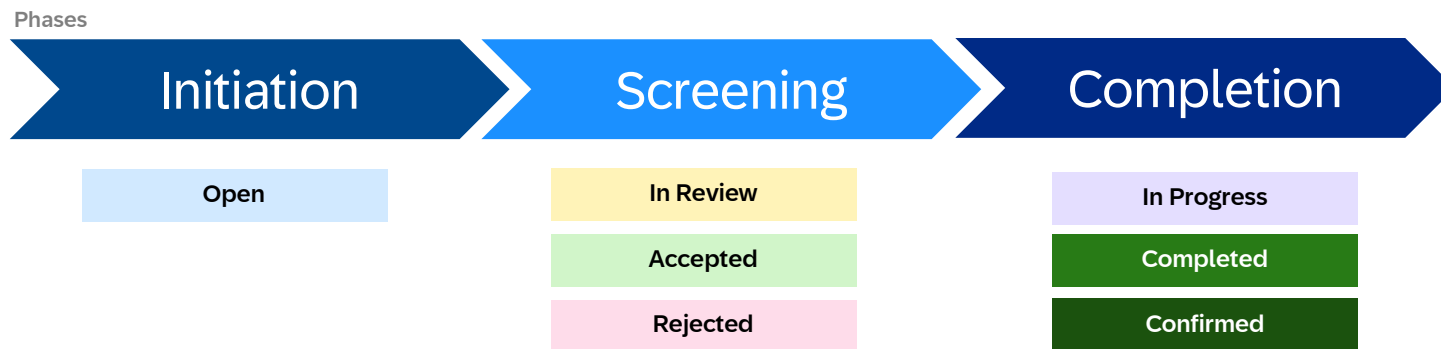 Phases
Initiation
Screening
Completion
Open
In Review
Accepted
Rejected
In Progress
Completed
Confirmed